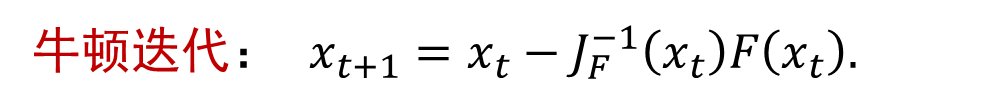 牛顿迭代： $x_{t+1} = x_t - J_F^{-1}(x_t)F(x_t).$